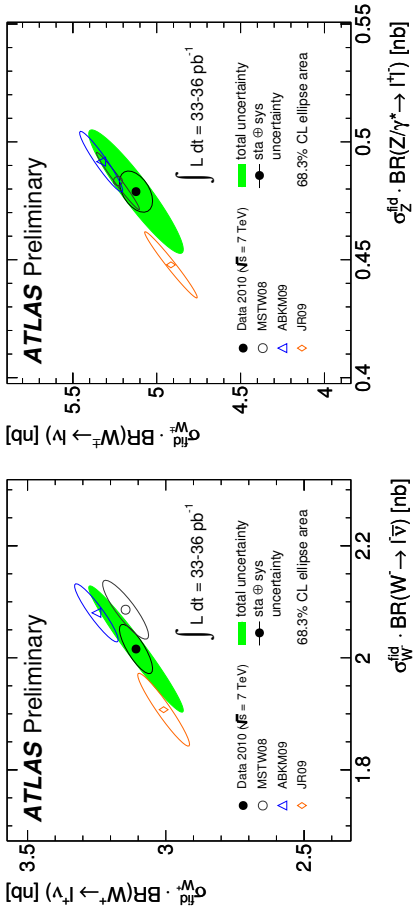 σ^fid_W+ · BR(W⁺→ l⁺ν) [nb]
3.5
3
2.5
ATLAS Preliminary
∫ L dt = 33-36 pb⁻¹
Data 2010 (√s = 7 TeV)
MSTW08
ABKM09
JR09
total uncertainty
sta ⊕ sys
uncertainty
68.3% CL ellipse area
1.8
2
2.2
σ^fid_W- · BR(W⁻→ l⁻ν̄) [nb]
σ^fid_W± · BR(W±→ lν) [nb]
5.5
5
4.5
4
ATLAS Preliminary
∫ L dt = 33-36 pb⁻¹
Data 2010 (√s = 7 TeV)
MSTW08
ABKM09
JR09
total uncertainty
sta ⊕ sys
uncertainty
68.3% CL ellipse area
0.4
0.45
0.5
0.55
σ^fid_Z · BR(Z/γ*→ l⁺l⁻) [nb]